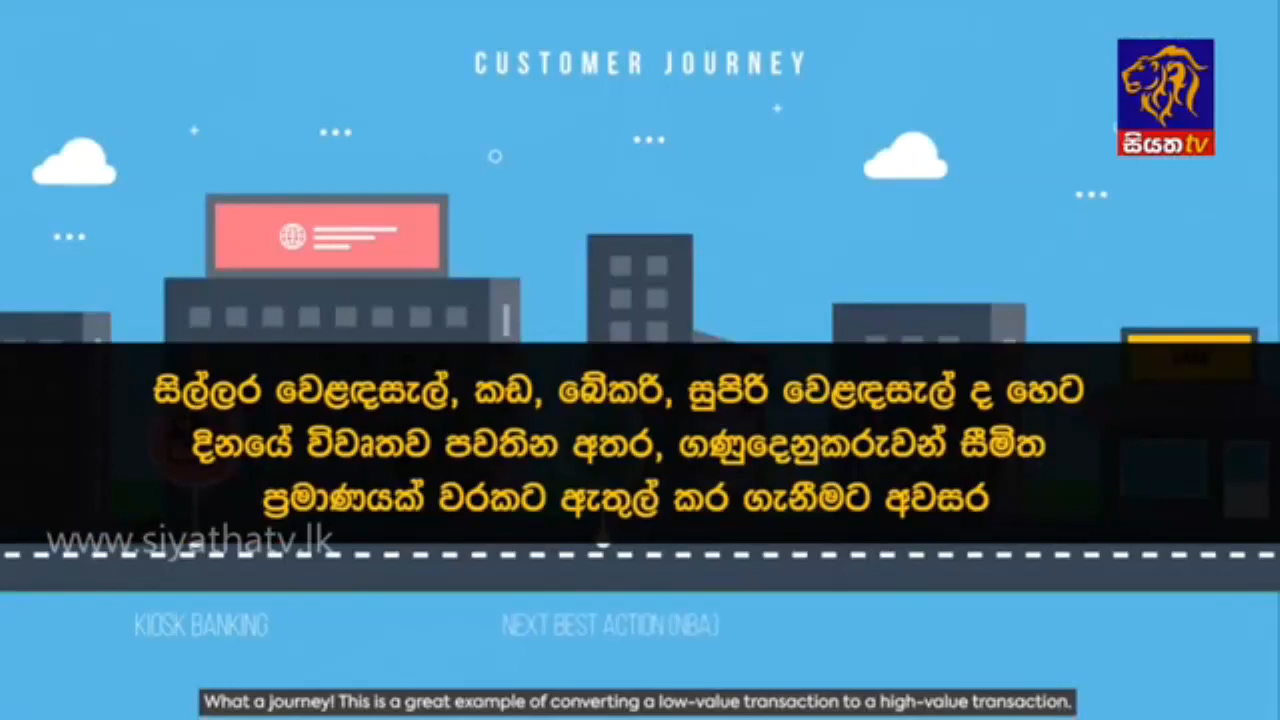 CUSTOMER JOURNEY
සියත tv
සිල්ලර වෙළඳසැල්, කඩ, බේකරි, සුපිරි වෙළඳසැල් ද හෙට
දිනයේ විවෘතව පවතින අතර, ගණුදෙනුකරුවන් සීමිත
ප්‍රමාණයක් වරකට ඇතුල් කර ගැනීමට අවසර
www.siyathatv.lk
KIOSK BANKING
NEXT BEST ACTION (NBA)
What a journey! This is a great example of converting a low-value transaction to a high-value transaction.